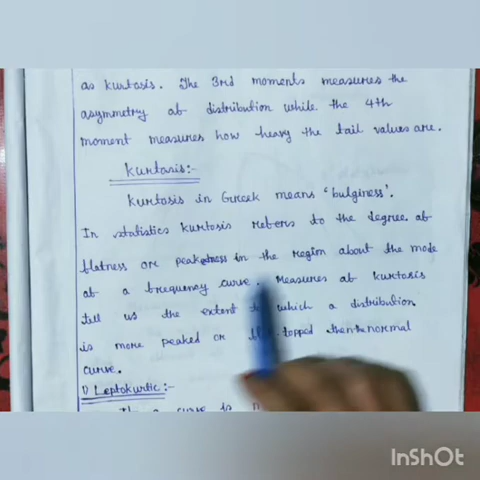 as kurtosis. The 3rd moments measures the
asymmetry of distribution while the 4th
moment measures how heavy the tail values are.
Kurtosis:-
Kurtosis in Greek means 'bulginess'.
In statistics kurtosis refers to the degree of
flatness or peakedness in the region about the mode
of a frequency curve. Measures of kurtosis
tell us the extent to which a distribution
is more peaked or topped than the normal
curve.
1) Leptokurtic:-
a curve is
InShOt